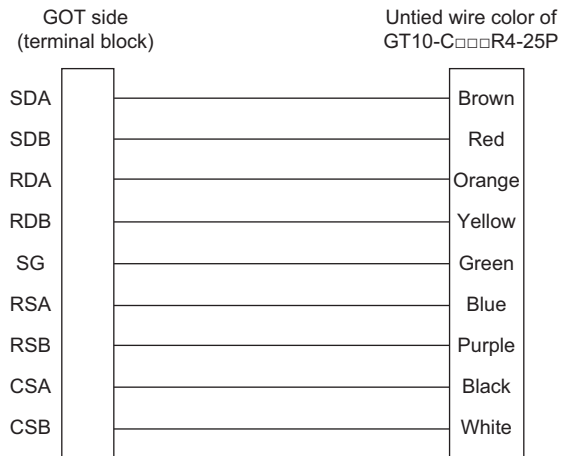 GOT side
(terminal block)
Untied wire color of
GT10-C□□□R4-25P
SDA Brown
SDB Red
RDA Orange
RDB Yellow
SG Green
RSA Blue
RSB Purple
CSA Black
CSB White